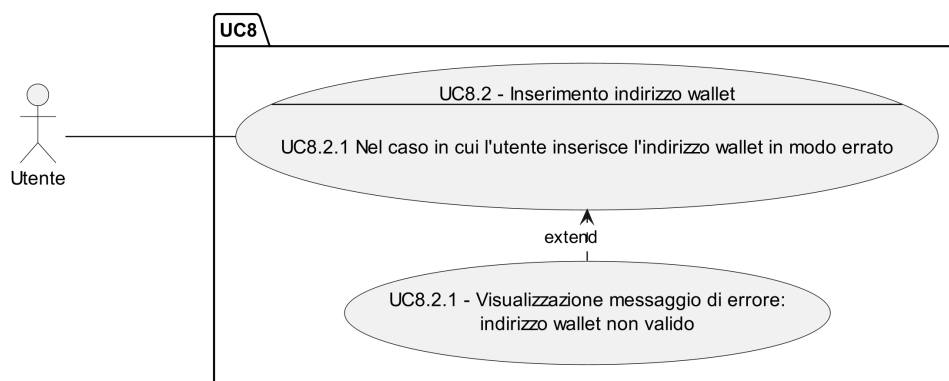 UC8
UC8.2 - Inserimento indirizzo wallet
UC8.2.1 Nel caso in cui l'utente inserisce l'indirizzo wallet in modo errato
Utente
extend
UC8.2.1 - Visualizzazione messaggio di errore:
indirizzo wallet non valido